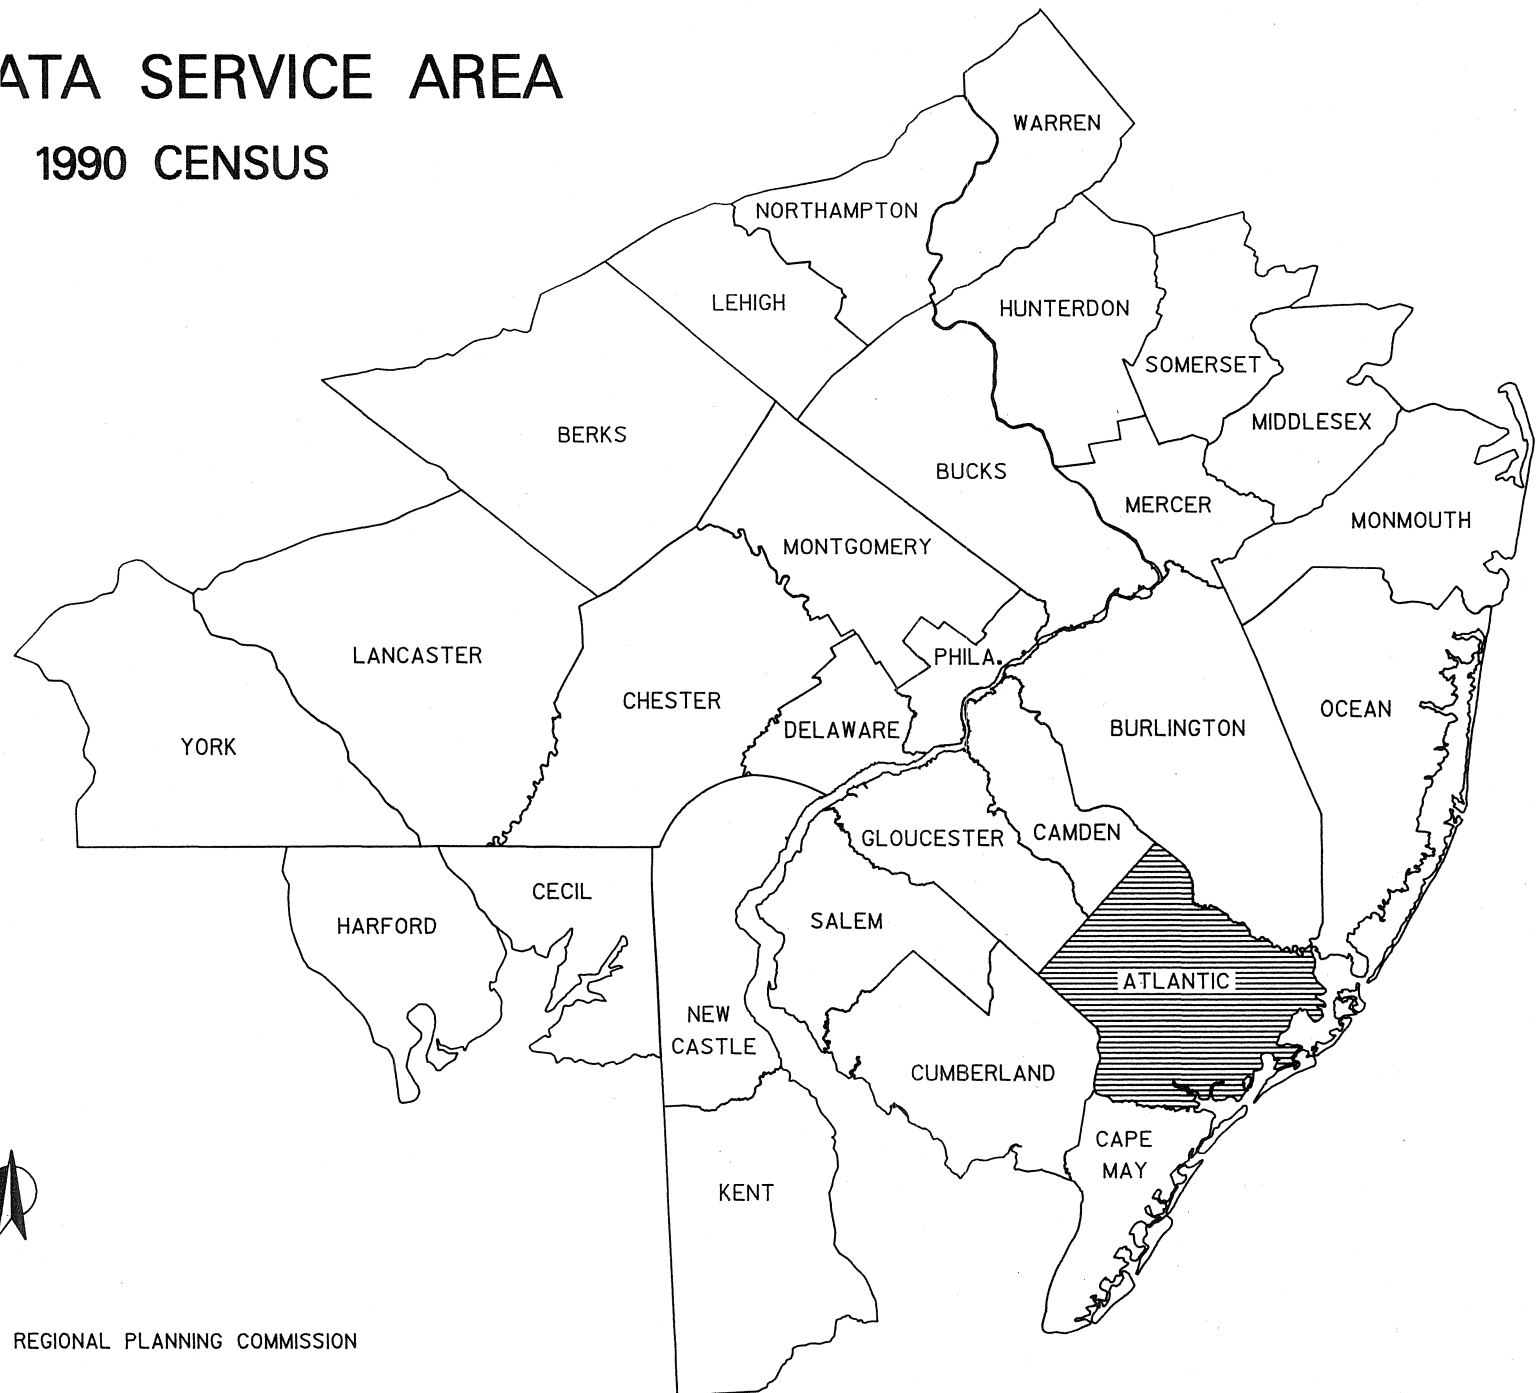 ATA SERVICE AREA
1990 CENSUS
WARREN
NORTHAMPTON
LEHIGH
HUNTERDON
SOMERSET
BERKS
MIDDLESEX
BUCKS
MERCER
MONMOUTH
MONTGOMERY
LANCASTER
PHILA.
CHESTER
OCEAN
DELAWARE
BURLINGTON
YORK
GLOUCESTER
CAMDEN
CECIL
HARFORD
SALEM
ATLANTIC
NEW
CASTLE
CUMBERLAND
CAPE
MAY
KENT
REGIONAL PLANNING COMMISSION